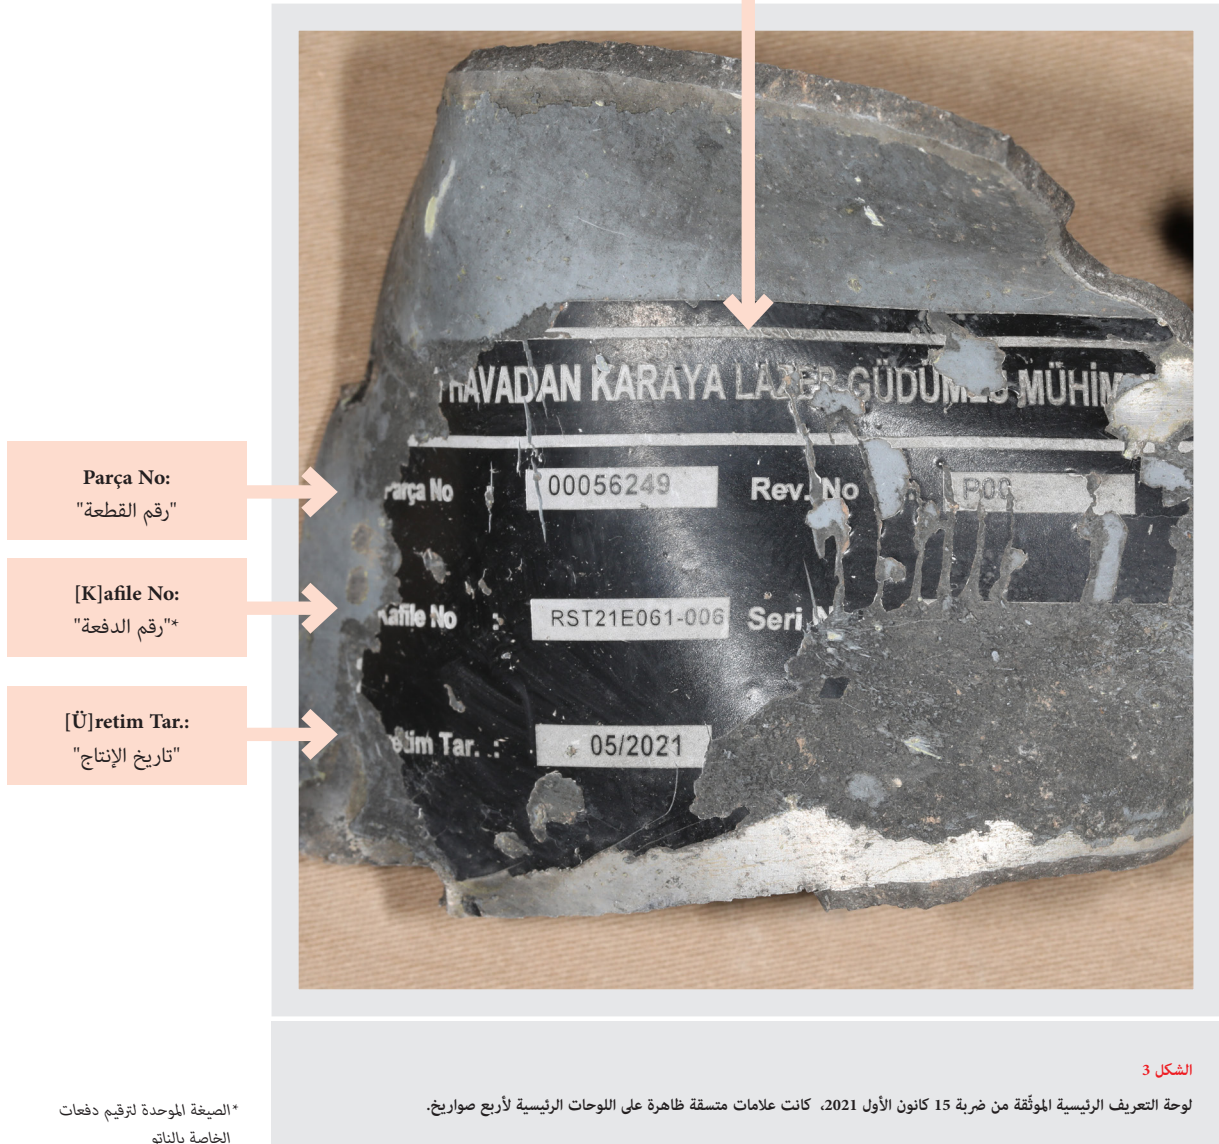 HAVADAN KARAYA LAZER GÜDÜMLÜ MÜHİM
Parça No:
"رقم القطعة"
Parça No 00056249 Rev. No P00
[K]afile No:
"رقم الدفعة"*
Kafile No : RST21E061-006 Seri N
[Ü]retim Tar.:
"تاريخ الإنتاج"
retim Tar. : 05/2021
الشكل 3
لوحة التعريف الرئيسية الموثّقة من ضربة 15 كانون الأول 2021، كانت علامات متسقة ظاهرة على اللوحات الرئيسية لأربع صواريخ.
*الصيغة الموحدة لترقيم دفعات
الخاصة بالناتو